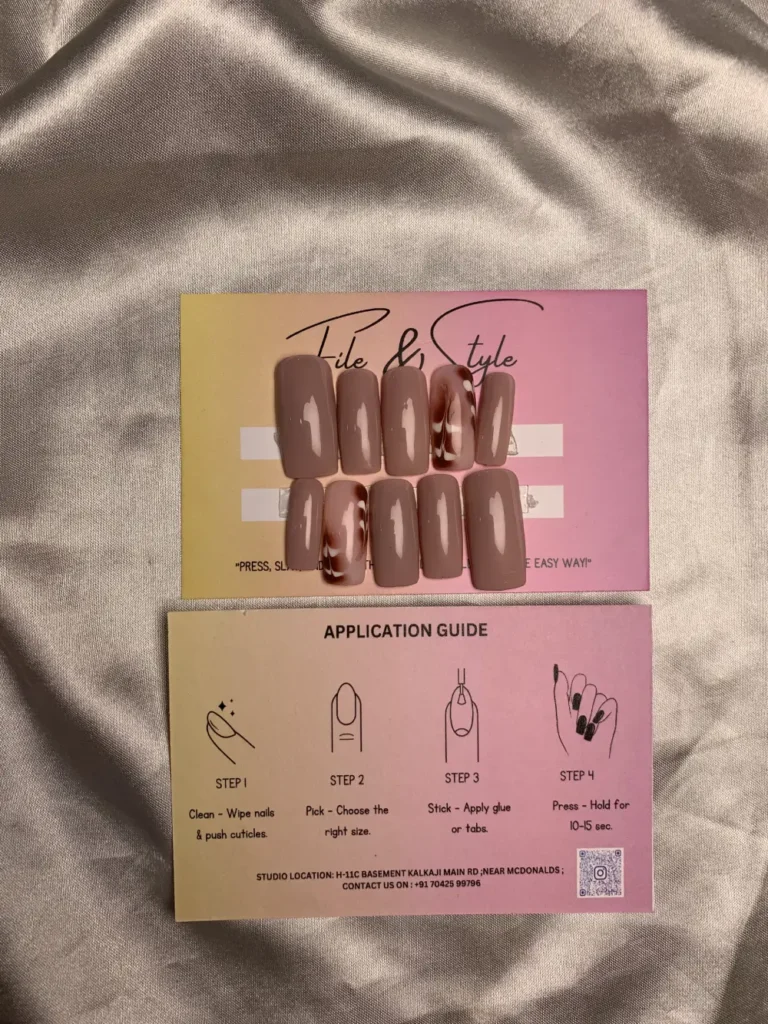 File & Style
"PRESS, EASY WAY!"
APPLICATION GUIDE
STEP 1
STEP 2
STEP 3
STEP 4
Clean - Wipe nails
& push cuticles.
Pick - Choose the
right size.
Stick - Apply glue
or tabs.
Press - Hold for
10-15 sec.
STUDIO LOCATION: H-11C BASEMENT KALKAJI MAIN RD ;NEAR MCDONALDS ;
CONTACT US ON : +91 70425 99796